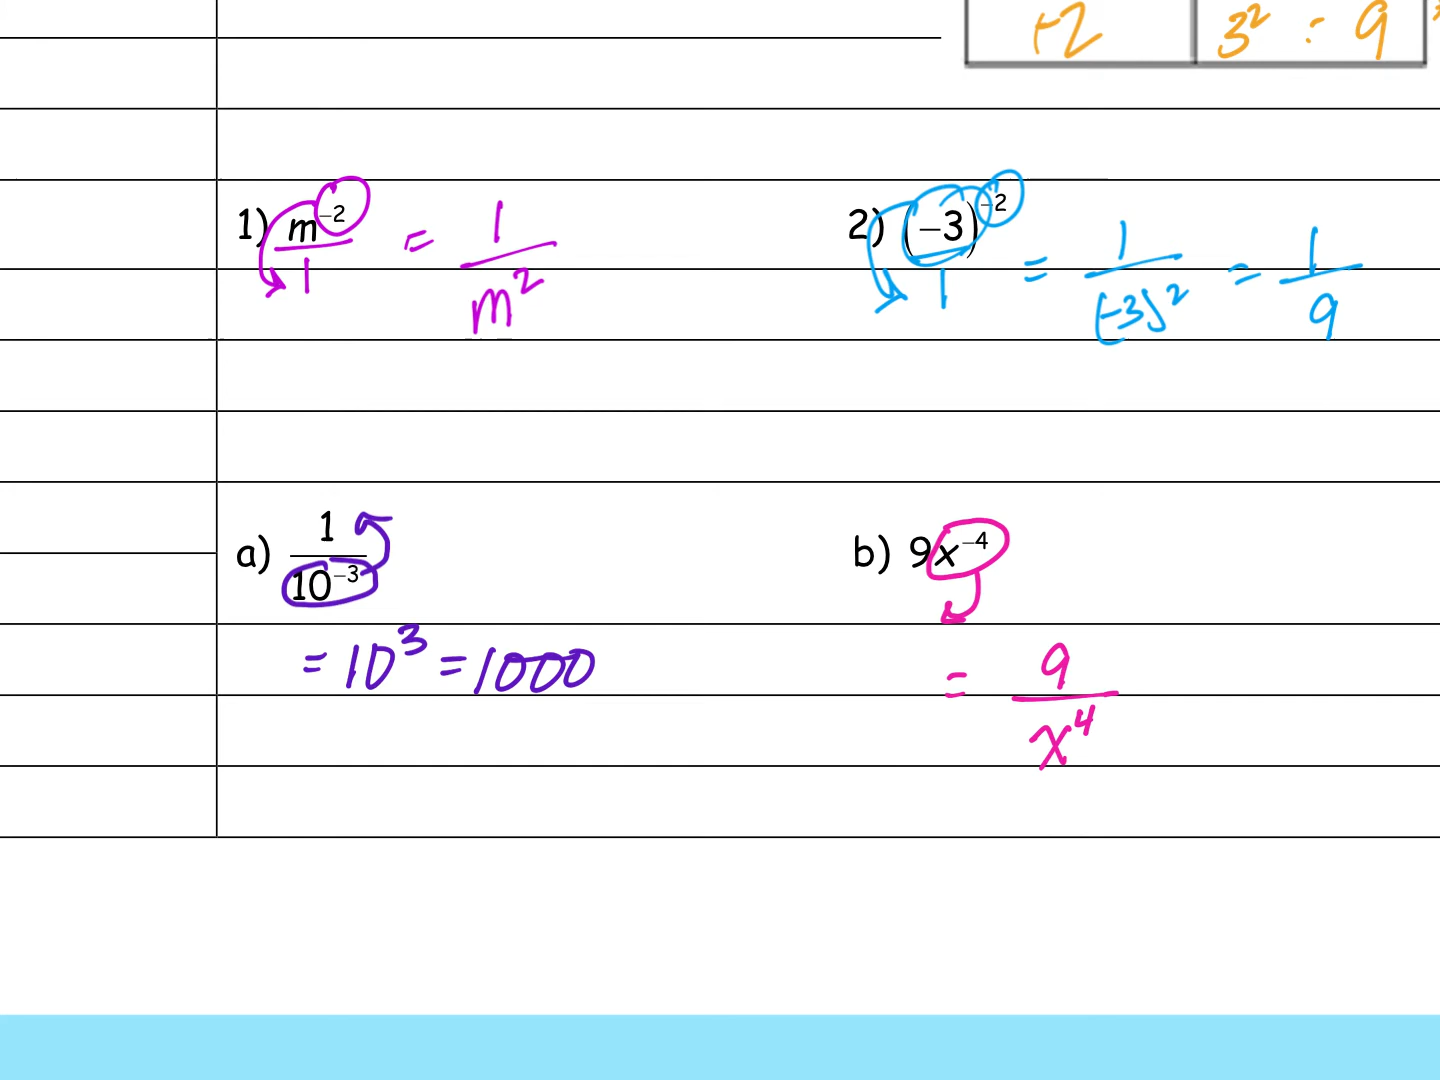 +2 3² : 9
1) m⁻² / 1 = 1 / m²
2) (−3)⁻² / 1 = 1 / (-3)² = 1 / 9
a) 1 / 10⁻³
= 10³ = 1000
b) 9x⁻⁴
= 9 / x⁴